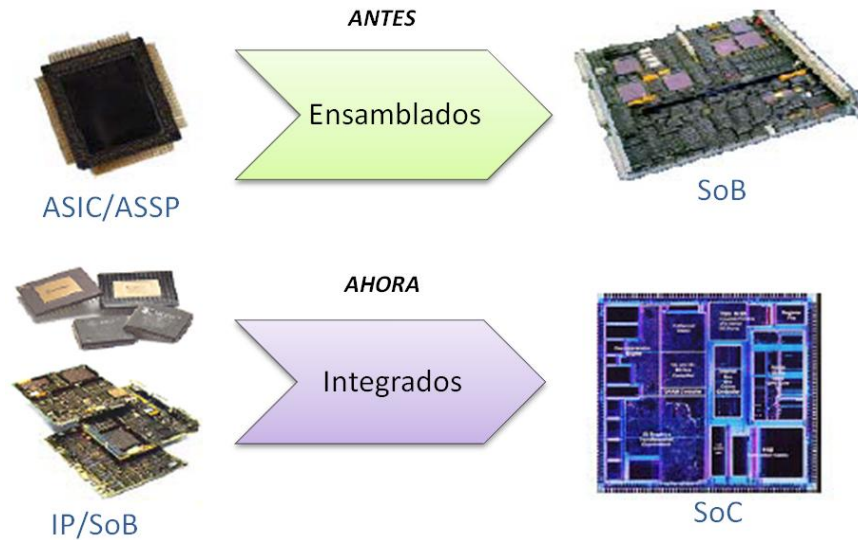 ANTES
Ensamblados
ASIC/ASSP
SoB
AHORA
Integrados
IP/SoB
SoC